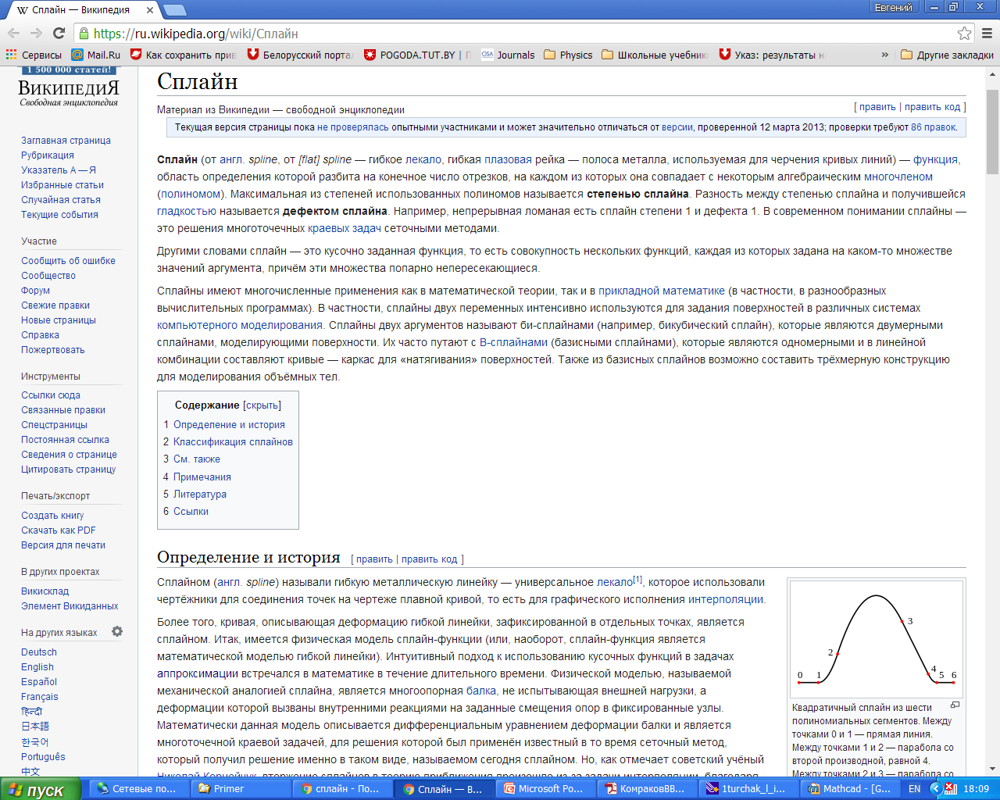 Сплайн — Википедия
Евгений
https://ru.wikipedia.org/wiki/Сплайн
Сервисы
Mail.Ru
Как сохранить
Белорусский
POGODA.TUT.BY |
Journals
Physics
Школьные
Указ: результаты
»
Другие закладки
1 500 000 статей!
ВикипедиЯ
Свободная энциклопедия
Заглавная страница
Рубрикация
Указатель А — Я
Избранные статьи
Случайная статья
Текущие события
Участие
Сообщить об ошибке
Сообщество
Форум
Свежие правки
Новые страницы
Справка
Пожертвовать
Инструменты
Ссылки сюда
Связанные правки
Спецстраницы
Постоянная ссылка
Сведения о странице
Цитировать страницу
Печать/экспорт
Создать книгу
Скачать как PDF
Версия для печати
В других проектах
Викисклад
Элемент Викиданных
На других языках
Deutsch
English
Español
Français
हिन्दी
日本語
한국어
Português
中文
Сплайн
Материал из Википедии — свободной энциклопедии
[ править | править код ]
Текущая версия страницы пока не проверялась опытными участниками и может значительно отличаться от версии, проверенной 12 марта 2013; проверки требуют 86 правок.
Сплайн (от англ. spline, от [flat] spline — гибкое лекало, гибкая плазовая рейка — полоса металла, используемая для черчения кривых линий) — функция,
область определения которой разбита на конечное число отрезков, на каждом из которых она совпадает с некоторым алгебраическим многочленом
(полиномом). Максимальная из степеней использованных полиномов называется степенью сплайна. Разность между степенью сплайна и получившейся
гладкостью называется дефектом сплайна. Например, непрерывная ломаная есть сплайн степени 1 и дефекта 1. В современном понимании сплайны —
это решения многоточечных краевых задач сеточными методами.
Другими словами сплайн — это кусочно заданная функция, то есть совокупность нескольких функций, каждая из которых задана на каком-то множестве
значений аргумента, причём эти множества попарно непересекающиеся.
Сплайны имеют многочисленные применения как в математической теории, так и в прикладной математике (в частности, в разнообразных
вычислительных программах). В частности, сплайны двух переменных интенсивно используются для задания поверхностей в различных системах
компьютерного моделирования. Сплайны двух аргументов называют би-сплайнами (например, бикубический сплайн), которые являются двумерными
сплайнами, моделирующими поверхности. Их часто путают с B-сплайнами (базисными сплайнами), которые являются одномерными и в линейной
комбинации составляют кривые — каркас для «натягивания» поверхностей. Также из базисных сплайнов возможно составить трёхмерную конструкцию
для моделирования объёмных тел.
Содержание [скрыть]
1 Определение и история
2 Классификация сплайнов
3 См. также
4 Примечания
5 Литература
6 Ссылки
Определение и история [ править | править код ]
Сплайном (англ. spline) называли гибкую металлическую линейку — универсальное лекало[1], которое использовали
чертёжники для соединения точек на чертеже плавной кривой, то есть для графического исполнения интерполяции.
Более того, кривая, описывающая деформацию гибкой линейки, зафиксированной в отдельных точках, является
сплайном. Итак, имеется физическая модель сплайн-функции (или, наоборот, сплайн-функция является
математической моделью гибкой линейки). Интуитивный подход к использованию кусочных функций в задачах
аппроксимации встречался в математике в течение длительного времени. Физической моделью, называемой
механической аналогией сплайна, является многоопорная балка, не испытывающая внешней нагрузки, а
деформации которой вызваны внутренними реакциями на заданные смещения опор в фиксированные узлы.
Математически данная модель описывается дифференциальным уравнением деформации балки и является
многоточечной краевой задачей, для решения которой был применён известный в то время сеточный метод,
который получил решение именно в таком виде, называемом сегодня сплайном. Но, как отмечает советский учёный
Николай Корнейчук, вторжение сплайнов в теорию приближения произошло из-за задачи интерполяции, благодаря
0 1 2 3 4 5 6
Квадратичный сплайн из шести
полиномиальных сегментов. Между
точками 0 и 1 — прямая линия.
Между точками 1 и 2 — парабола со
второй производной, равной 4.
Между точками 2 и 3 — парабола со
пуск
Сетевые по...
Primer
сплайн - По...
Сплайн — В...
Microsoft Po...
КомраковВВ...
1turchak_l_i...
Mathcad - [G...
EN
18:09